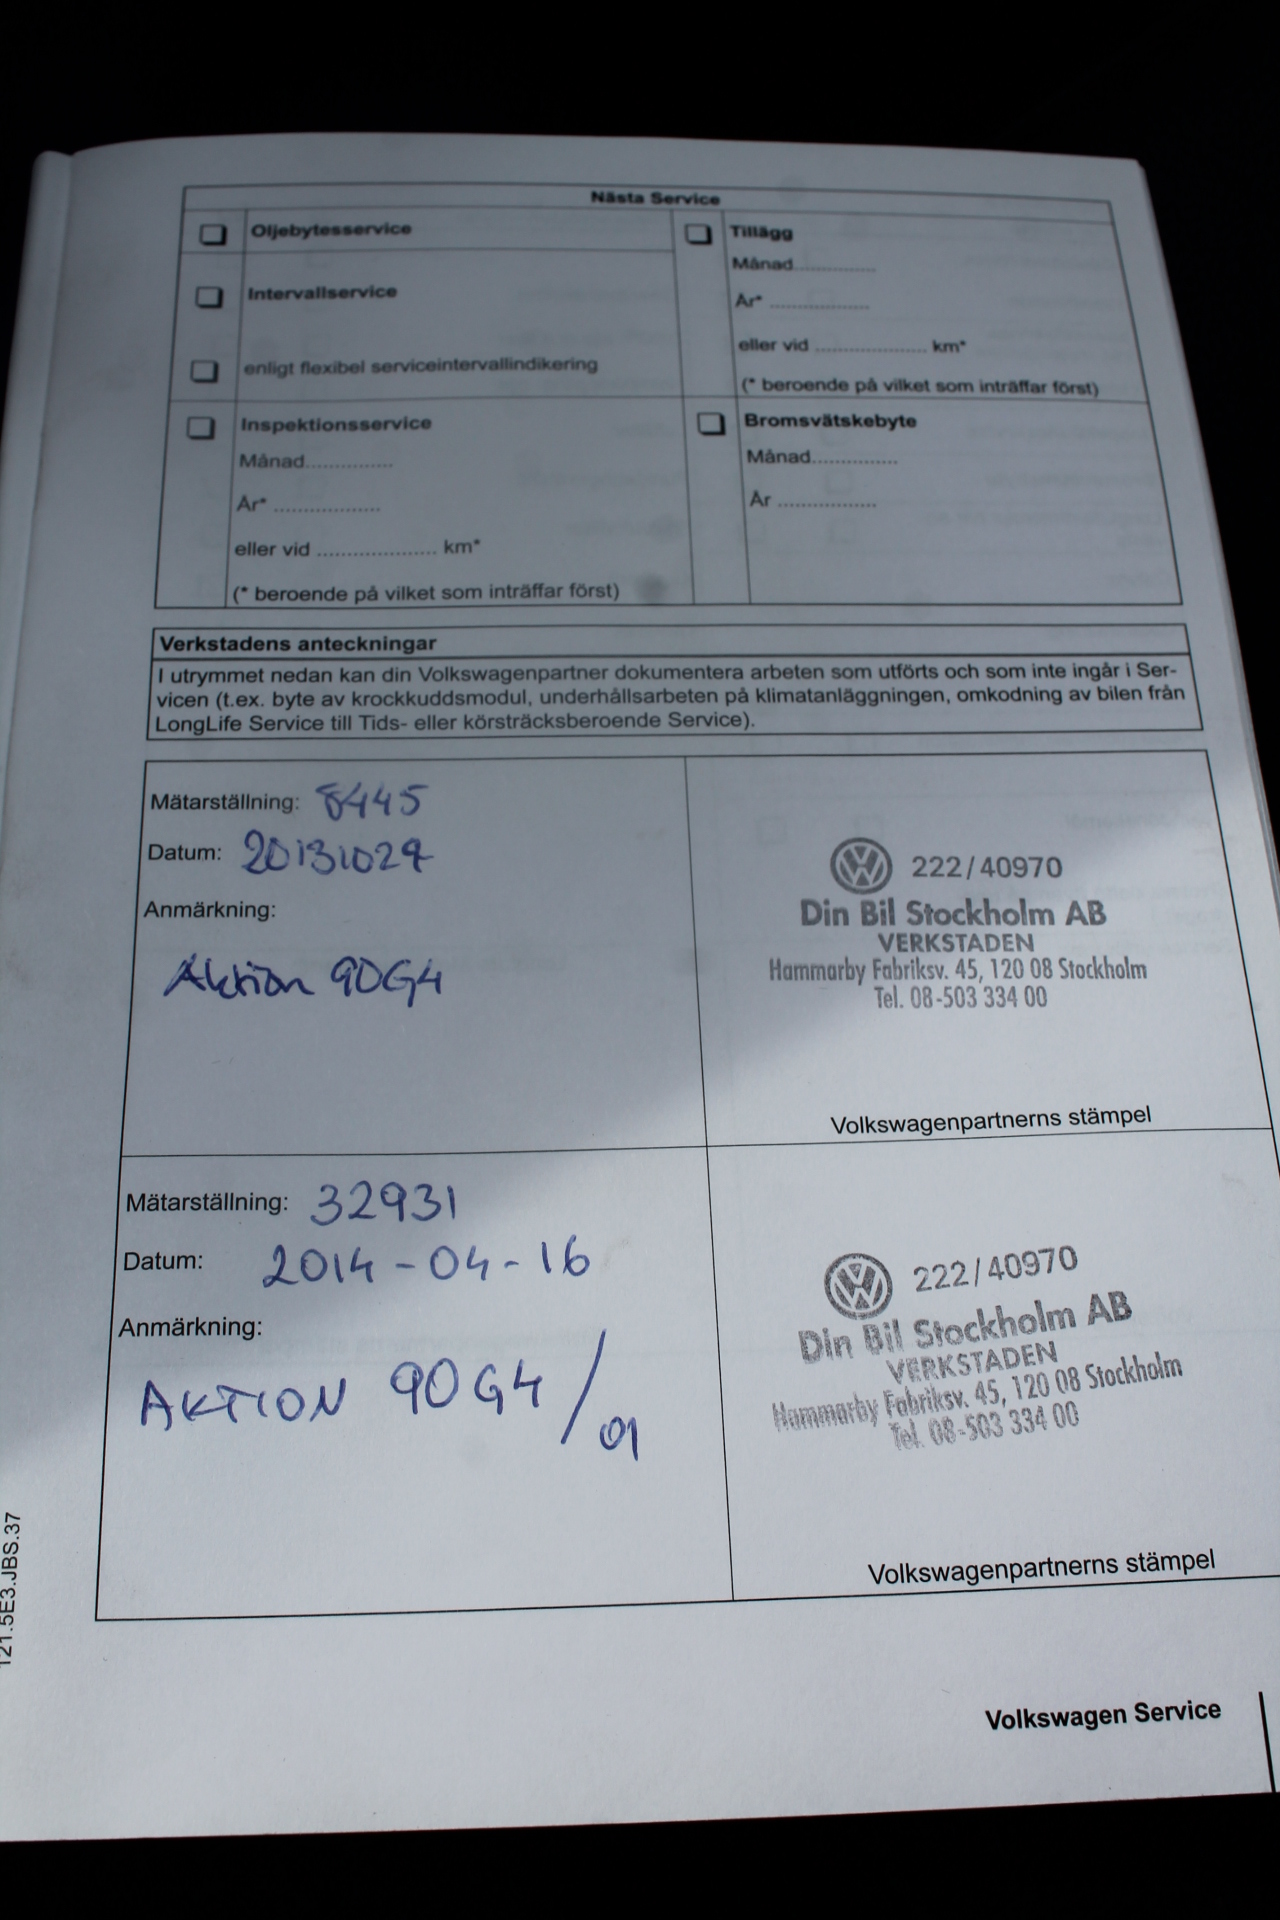 Nästa Service
Oljebytesservice
Intervallservice
enligt flexibel serviceintervallindikering
Tillägg
Månad..............
År* ..................
eller vid .................... km*
(* beroende på vilket som inträffar först)
Inspektionsservice
Månad...............
År* ..................
eller vid .................... km*
(* beroende på vilket som inträffar först)
Bromsvätskebyte
Månad...............
År .................
Verkstadens anteckningar
I utrymmet nedan kan din Volkswagenpartner dokumentera arbeten som utförts och som inte ingår i Ser-
vicen (t.ex. byte av krockkuddsmodul, underhållsarbeten på klimatanläggningen, omkodning av bilen från
LongLife Service till Tids- eller körsträcksberoende Service).
Mätarställning: 8445
Datum: 20131029
Anmärkning:
Aktion 90G4
222/40970
Din Bil Stockholm AB
VERKSTADEN
Hammarby Fabriksv. 45, 120 08 Stockholm
Tel. 08-503 334 00
Volkswagenpartnerns stämpel
Mätarställning: 32931
Datum: 2014-04-16
Anmärkning:
AKTION 90G4/01
222/40970
Din Bil Stockholm AB
VERKSTADEN
Hammarby Fabriksv. 45, 120 08 Stockholm
Tel. 08-503 334 00
Volkswagenpartnerns stämpel
121.5E3.JBS.37
Volkswagen Service